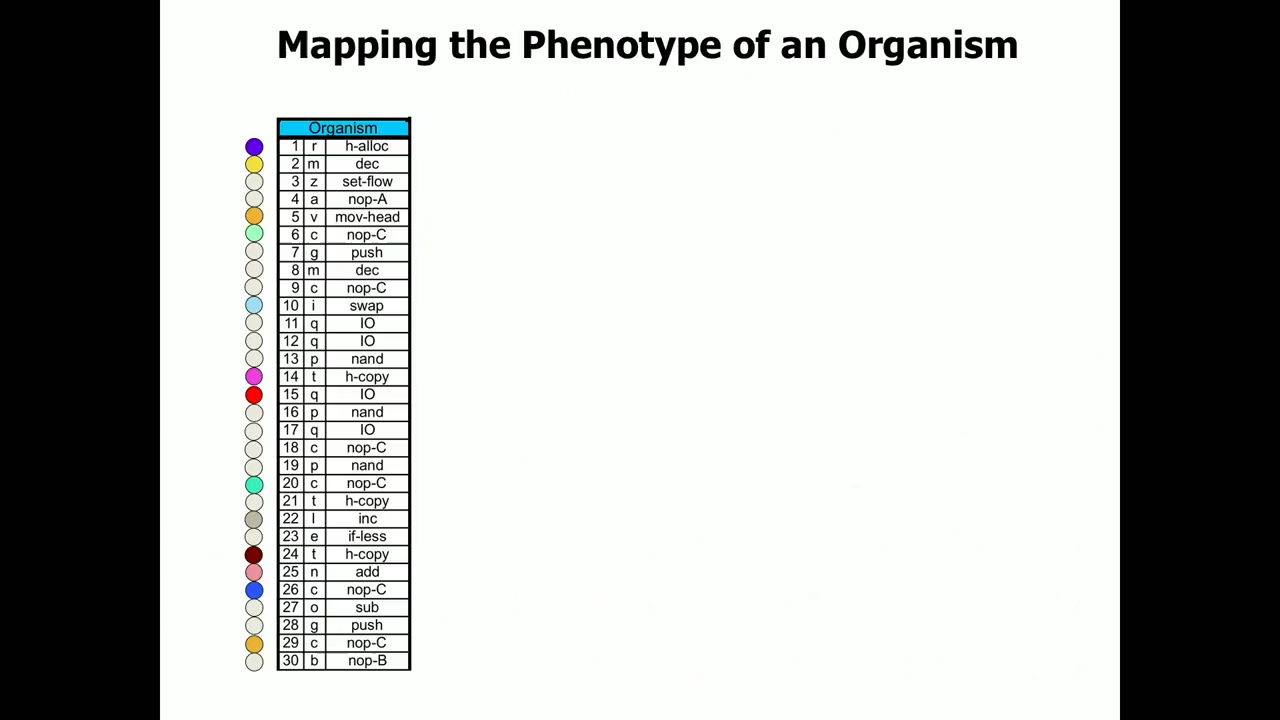 Mapping the Phenotype of an Organism
Organism
1 r h-alloc
2 m dec
3 z set-flow
4 a nop-A
5 v mov-head
6 c nop-C
7 g push
8 m dec
9 c nop-C
10 i swap
11 q IO
12 q IO
13 p nand
14 t h-copy
15 q IO
16 p nand
17 q IO
18 c nop-C
19 p nand
20 c nop-C
21 t h-copy
22 l inc
23 e if-less
24 t h-copy
25 n add
26 c nop-C
27 o sub
28 g push
29 c nop-C
30 b nop-B